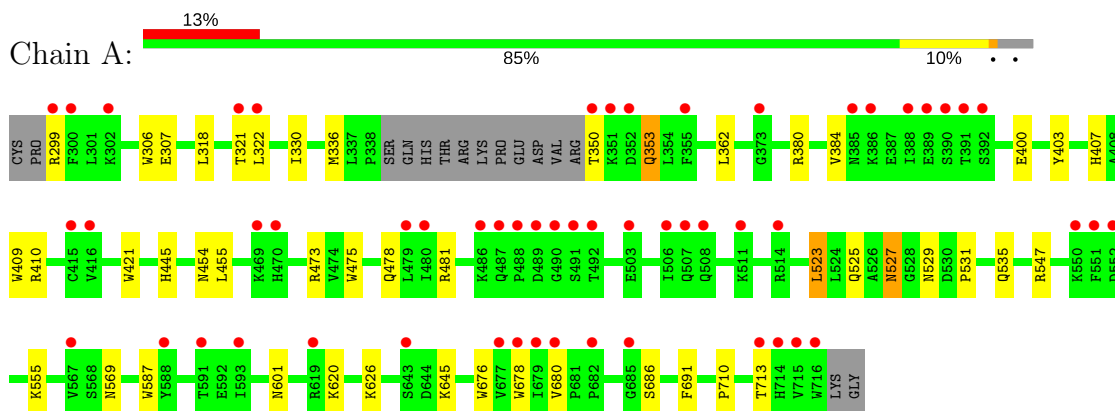 13%
Chain A:
85% 10% • •
CYS PRO R299 F300 L301 K302 W306 E307 L318 T321 L322 I330 M336 L337 P338 SER GLN HIS THR ARG LYS PRO GLU ASP VAL ARG T350 K351 D352 Q353 L354 F355 L362 G373 R380 V384 N385 K386 E387 I388 E389 S390 T391 S392 E400 Y403 H407 A408
W409 R410 C415 V416 W421 H445 N454 L455 K469 H470 R473 V474 W475 Q478 L479 I480 R481 K486 Q487 P488 D489 G490 S491 T492 E503 I506 Q507 Q508 K511 R514 L523 L524 Q525 A526 N527 G528 N529 D530 P531 Q535 R547 K550 F551
K555 V567 S568 N569 W587 Y588 T591 E592 I593 N601 R619 K620 K626 S643 D644 K645 W676 V677 W678 I679 V680 P681 P682 G685 S686 F691 P710 T713 H714 V715 W716 LYS GLY